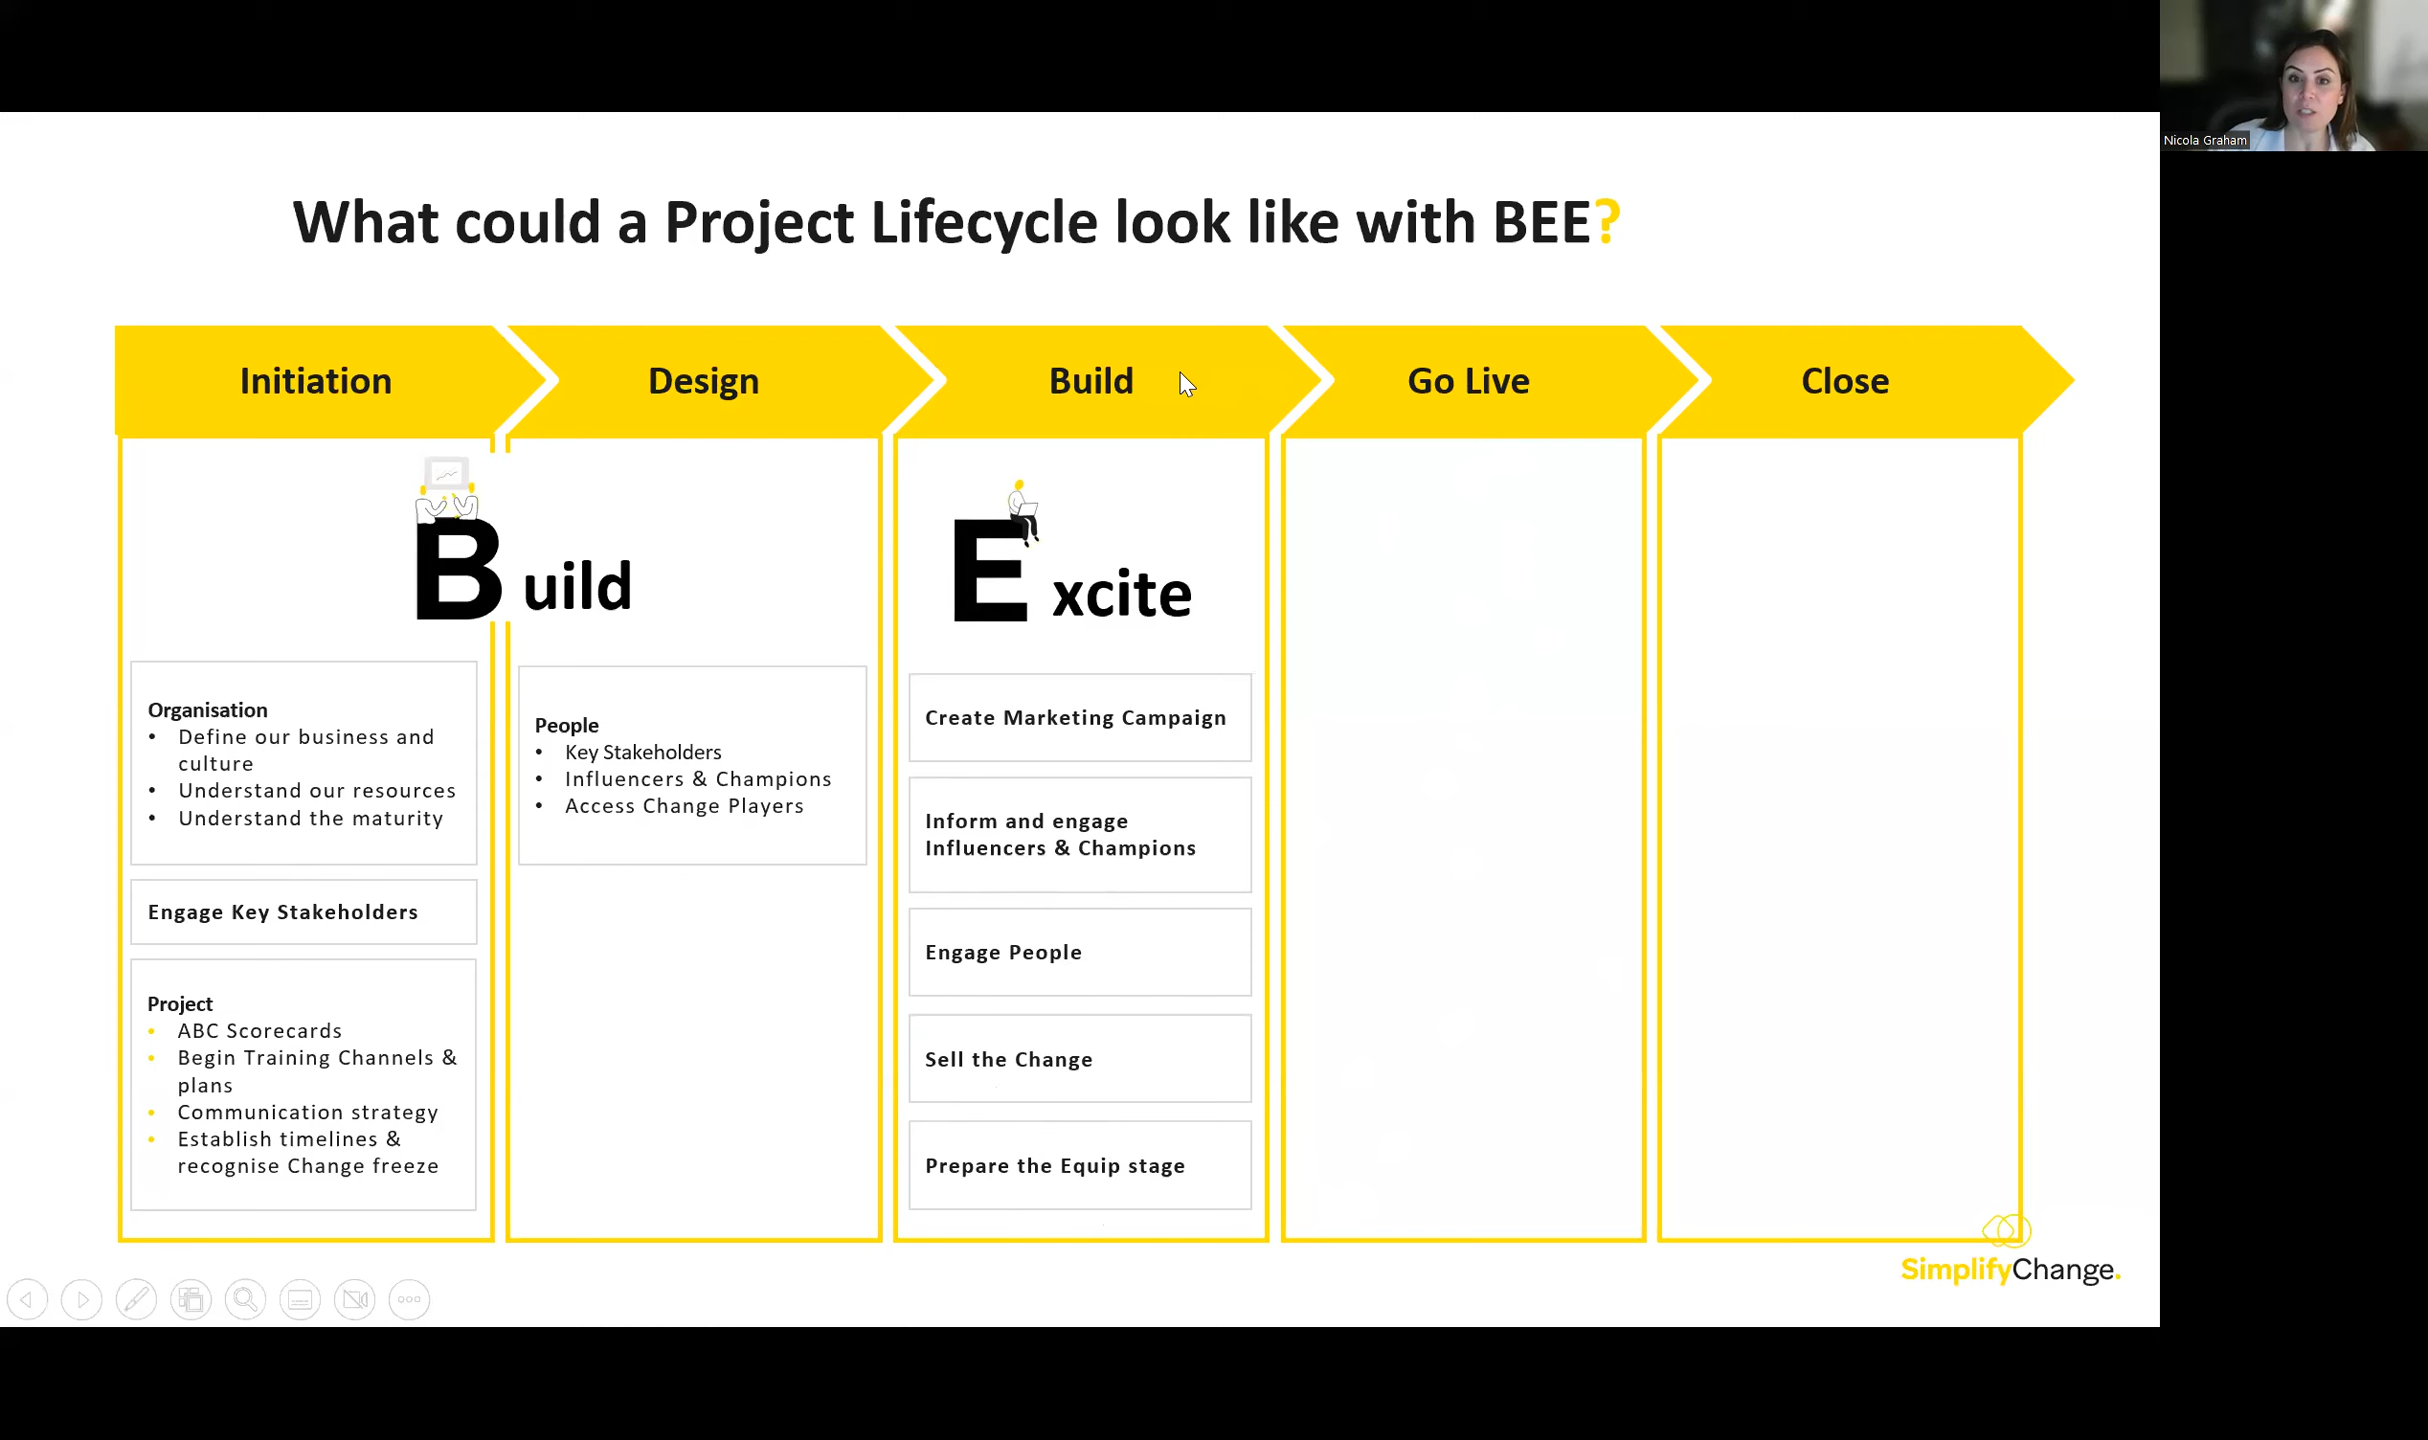 Nicola Graham
What could a Project Lifecycle look like with BEE?
Initiation
Design
Build
Go Live
Close
Build
Excite
Organisation
• Define our business and
culture
• Understand our resources
• Understand the maturity
Engage Key Stakeholders
Project
• ABC Scorecards
• Begin Training Channels &
plans
• Communication strategy
• Establish timelines &
recognise Change freeze
People
• Key Stakeholders
• Influencers & Champions
• Access Change Players
Create Marketing Campaign
Inform and engage
Influencers & Champions
Engage People
Sell the Change
Prepare the Equip stage
SimplifyChange.